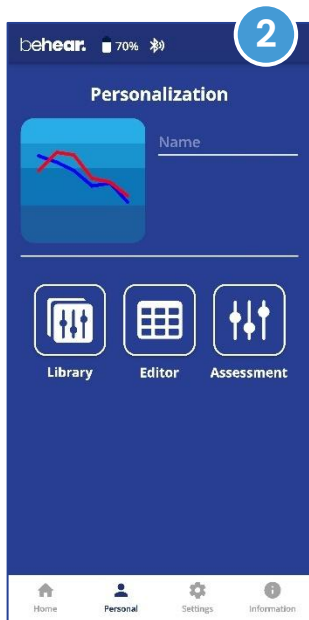 behear. 70% 2
Personalization
Name
Library Editor Assessment
Home Personal Settings Information